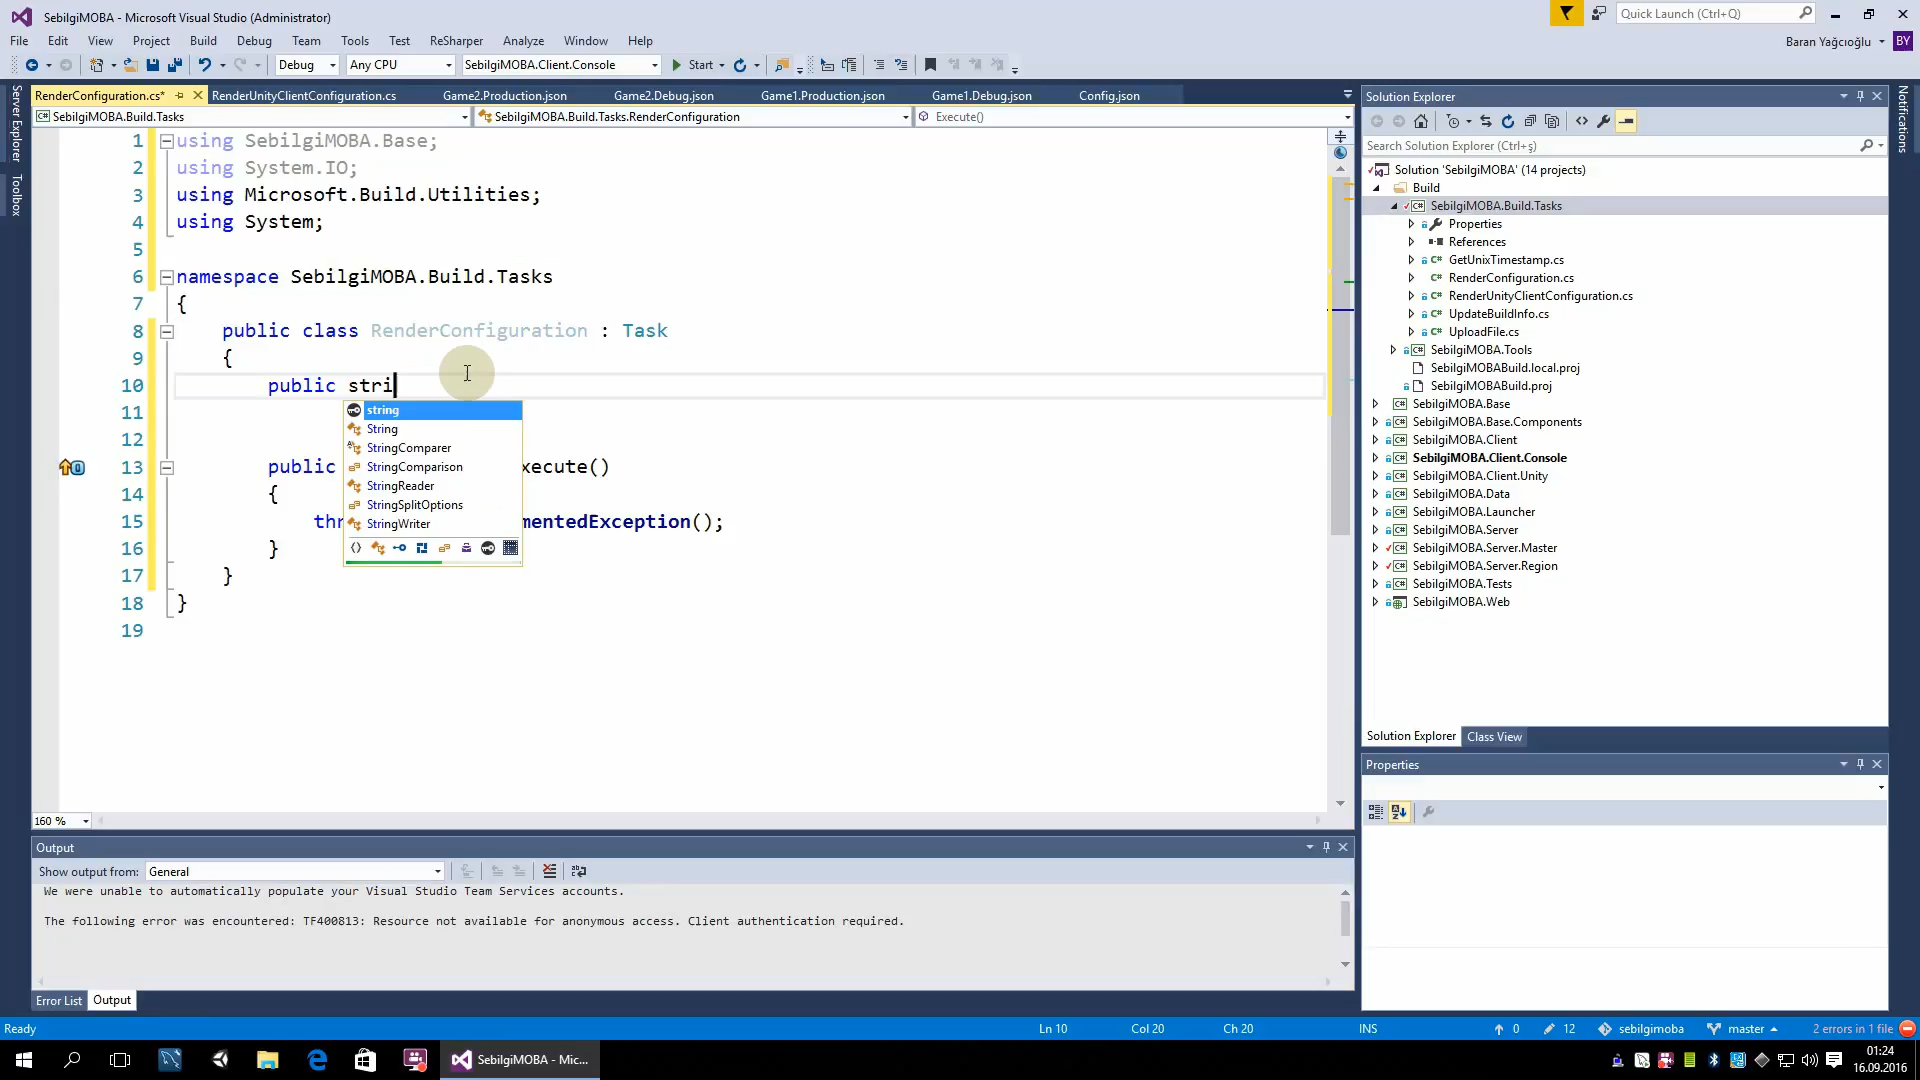 SebilgiMOBA - Microsoft Visual Studio (Administrator)
Quick Launch (Ctrl+Q)
File Edit View Project Build Debug Team Tools Test ReSharper Analyze Window Help
Baran Yağcıoğlu BY
Debug Any CPU SebilgiMOBA.Client.Console Start
Server Explorer
Toolbox
Notifications
RenderConfiguration.cs* RenderUnityClientConfiguration.cs Game2.Production.json Game2.Debug.json Game1.Production.json Game1.Debug.json Config.json
SebilgiMOBA.Build.Tasks SebilgiMOBA.Build.Tasks.RenderConfiguration Execute()
1 using SebilgiMOBA.Base;
2 using System.IO;
3 using Microsoft.Build.Utilities;
4 using System;
5
6 namespace SebilgiMOBA.Build.Tasks
7 {
8 public class RenderConfiguration : Task
9 {
10 public stri
11
12
13 public xecute()
14 {
15 thr mentedException();
16 }
17 }
18 }
19
string
String
StringComparer
StringComparison
StringReader
StringSplitOptions
StringWriter
160 %
Solution Explorer
Search Solution Explorer (Ctrl+ş)
Solution 'SebilgiMOBA' (14 projects)
Build
SebilgiMOBA.Build.Tasks
Properties
References
GetUnixTimestamp.cs
RenderConfiguration.cs
RenderUnityClientConfiguration.cs
UpdateBuildInfo.cs
UploadFile.cs
SebilgiMOBA.Tools
SebilgiMOBABuild.local.proj
SebilgiMOBABuild.proj
SebilgiMOBA.Base
SebilgiMOBA.Base.Components
SebilgiMOBA.Client
SebilgiMOBA.Client.Console
SebilgiMOBA.Client.Unity
SebilgiMOBA.Data
SebilgiMOBA.Launcher
SebilgiMOBA.Server
SebilgiMOBA.Server.Master
SebilgiMOBA.Server.Region
SebilgiMOBA.Tests
SebilgiMOBA.Web
Solution Explorer Class View
Properties
Output
Show output from: General
We were unable to automatically populate your Visual Studio Team Services accounts.
The following error was encountered: TF400813: Resource not available for anonymous access. Client authentication required.
Error List Output
Ready Ln 10 Col 20 Ch 20 INS 0 12 sebilgimoba master 2 errors in 1 file
SebilgiMOBA - Mic...
01:24
16.09.2016